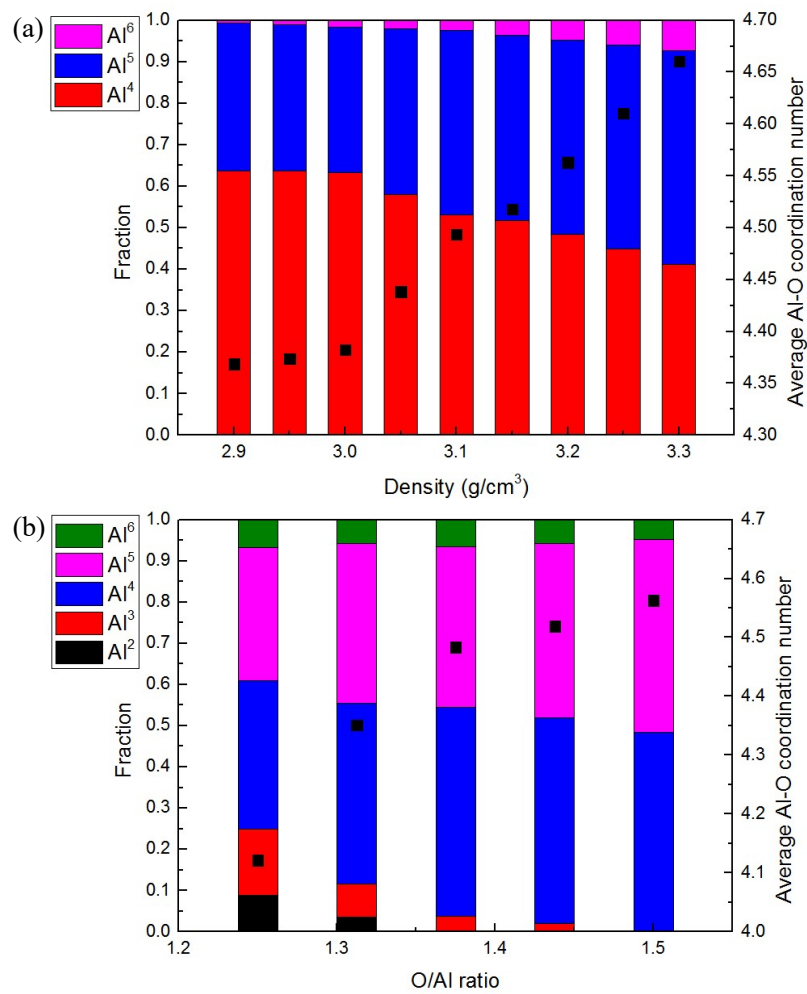 (a)
Al⁶
Al⁵
Al⁴
1.0
0.9
0.8
0.7
0.6
0.5
0.4
0.3
0.2
0.1
0.0
Fraction
4.70
4.65
4.60
4.55
4.50
4.45
4.40
4.35
4.30
Average Al-O coordination number
2.9 3.0 3.1 3.2 3.3
Density (g/cm³)
(b)
Al⁶
Al⁵
Al⁴
Al³
Al²
1.0
0.9
0.8
0.7
0.6
0.5
0.4
0.3
0.2
0.1
0.0
Fraction
4.7
4.6
4.5
4.4
4.3
4.2
4.1
4.0
Average Al-O coordination number
1.2 1.3 1.4 1.5
O/Al ratio